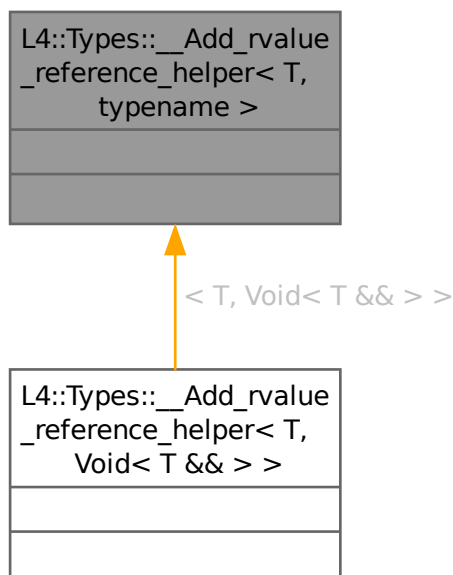 L4::Types::__Add_rvalue
_reference_helper< T,
typename >
< T, Void< T && > >
L4::Types::__Add_rvalue
_reference_helper< T,
Void< T && > >